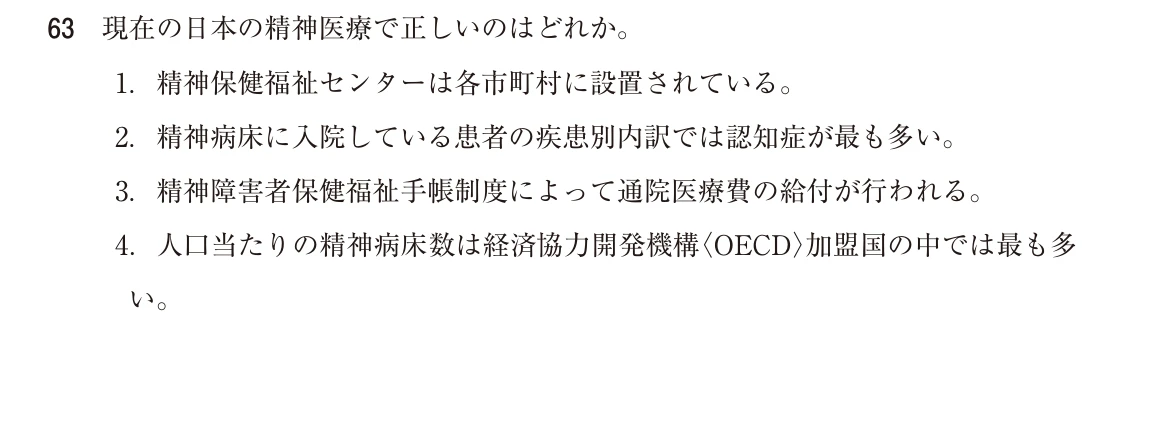 63 現在の日本の精神医療で正しいのはどれか。
1. 精神保健福祉センターは各市町村に設置されている。
2. 精神病床に入院している患者の疾患別内訳では認知症が最も多い。
3. 精神障害者保健福祉手帳制度によって通院医療費の給付が行われる。
4. 人口当たりの精神病床数は経済協力開発機構〈OECD〉加盟国の中では最も多
い。